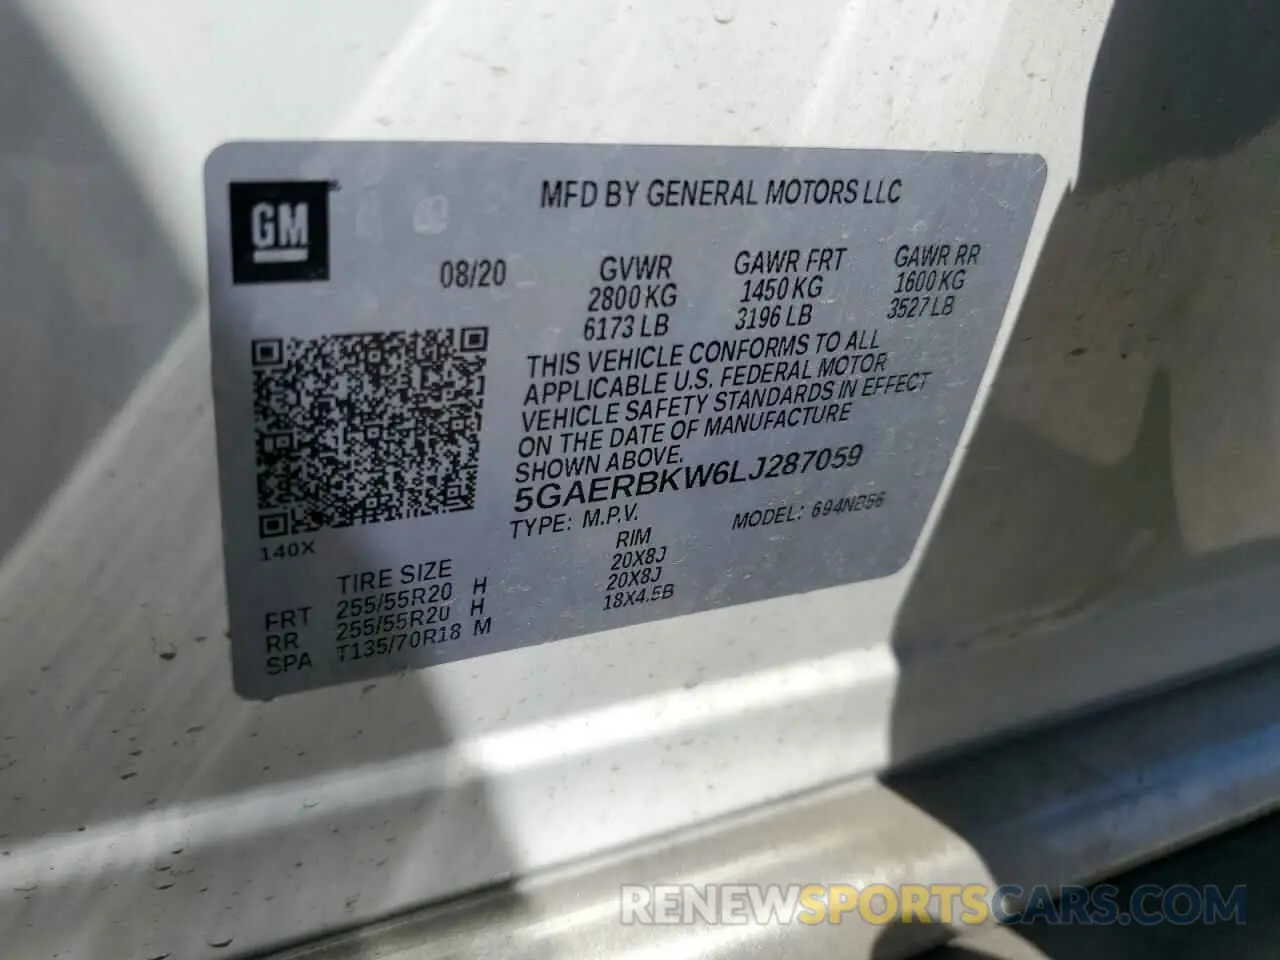 GM
MFD BY GENERAL MOTORS LLC
08/20 GVWR GAWR FRT GAWR RR
2800 KG 1450 KG 1600 KG
6173 LB 3196 LB 3527 LB
THIS VEHICLE CONFORMS TO ALL
APPLICABLE U.S. FEDERAL MOTOR
VEHICLE SAFETY STANDARDS IN EFFECT
ON THE DATE OF MANUFACTURE
SHOWN ABOVE.
5GAERBKW6LJ287059
TYPE: M.P.V. MODEL: 694NB56
140X
TIRE SIZE RIM
FRT 255/55R20 H 20X8J
RR 255/55R20 H 20X8J
SPA T135/70R18 M 18X4.5B
RENEWSPORTSCARS.COM